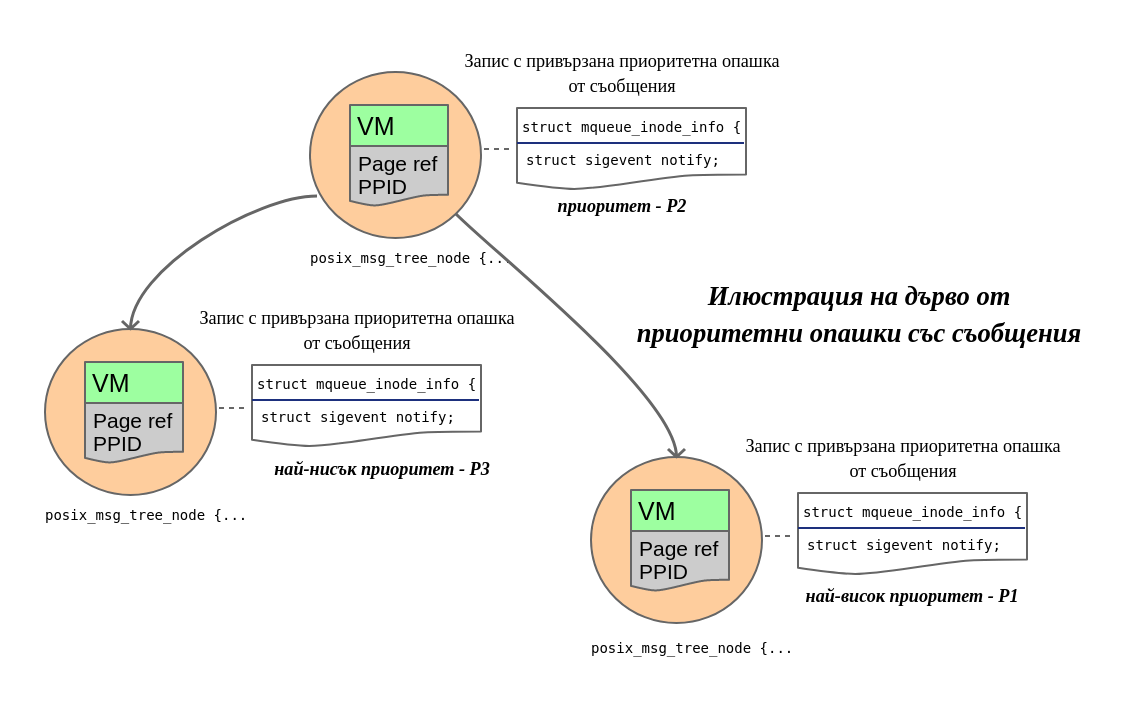 Запис с привързана приоритетна опашка
от съобщения
VM
Page ref
PPID
struct mqueue_inode_info {
struct sigevent notify;
приоритет - P2
posix_msg_tree_node {...
Илюстрация на дърво от
приоритетни опашки със съобщения
Запис с привързана приоритетна опашка
от съобщения
VM
Page ref
PPID
struct mqueue_inode_info {
struct sigevent notify;
най-нисък приоритет - P3
posix_msg_tree_node {...
Запис с привързана приоритетна опашка
от съобщения
VM
Page ref
PPID
struct mqueue_inode_info {
struct sigevent notify;
най-висок приоритет - P1
posix_msg_tree_node {...